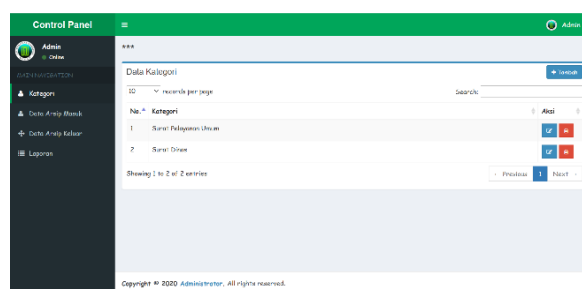 Control Panel
Admin
Admin
Online
***
MAIN NAVIGATION
Kategori
Data Arsip Masuk
Data Arsip Keluar
Laporan
Data Kategori
+ Tambah
10 records per page
Search:
No. Kategori Aksi
1 Surat Pelayanan Umum
2 Surat Dinas
Showing 1 to 2 of 2 entries
← Previous 1 Next →
Copyright © 2020 Administrator. All rights reserved.